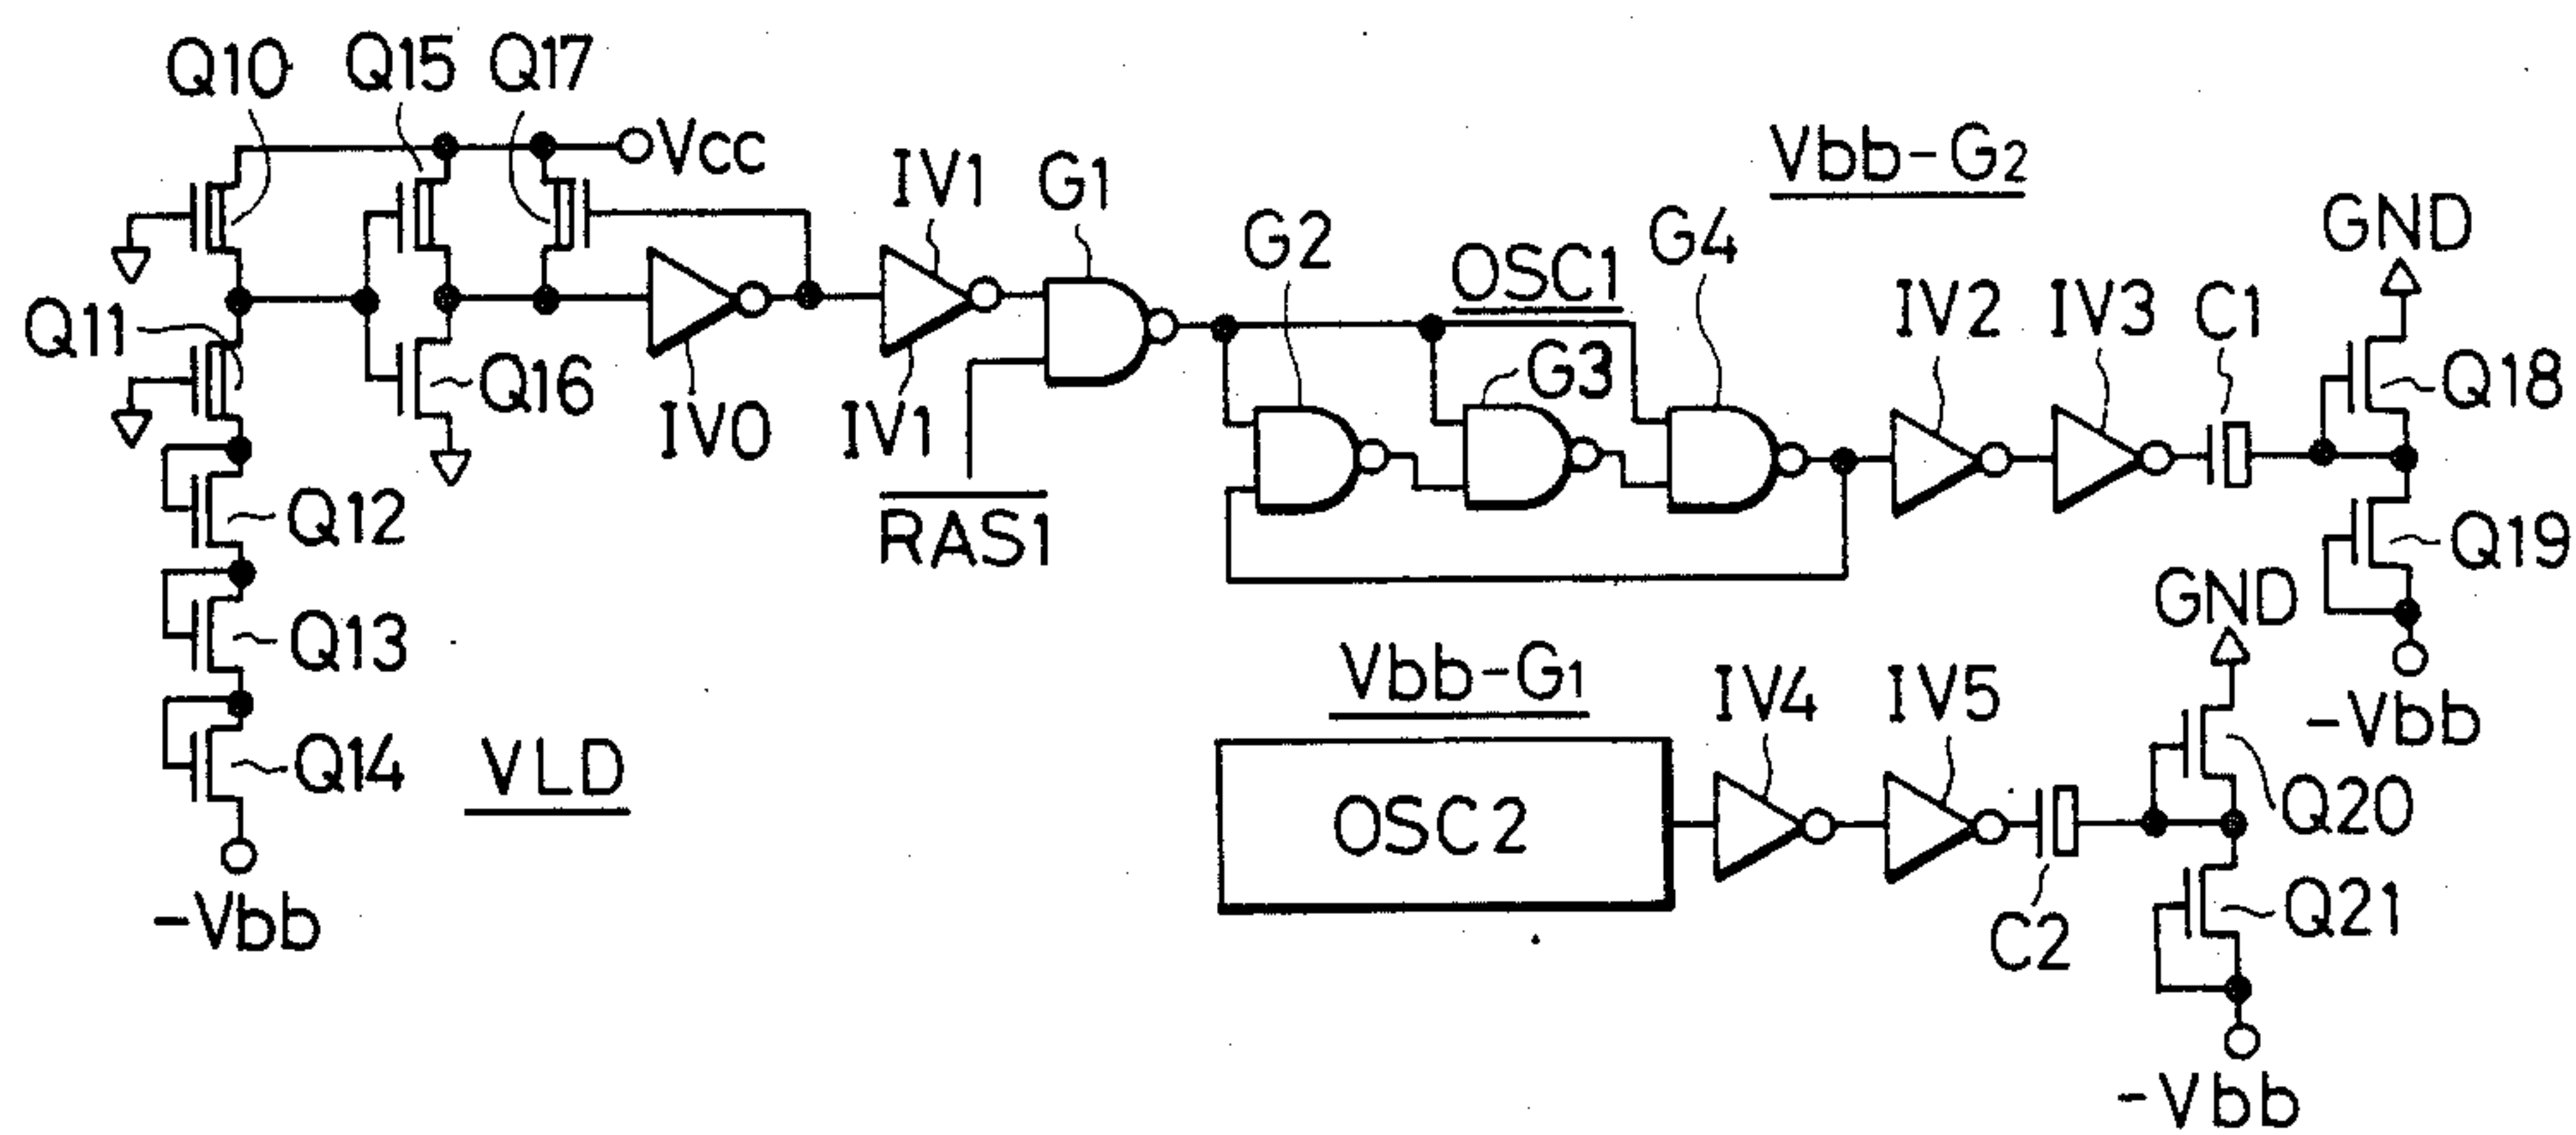 Q10
Q15
Q17
Vcc
IV1
G1
Vbb-G2
GND
G2
OSC1
G4
IV2
IV3
C1
Q11
Q16
IV0
IV1
G3
Q18
RAS1
Q12
Q19
GND
Q13
Vbb-G1
IV4
IV5
-Vbb
Q14
VLD
OSC2
Q20
-Vbb
C2
Q21
-Vbb